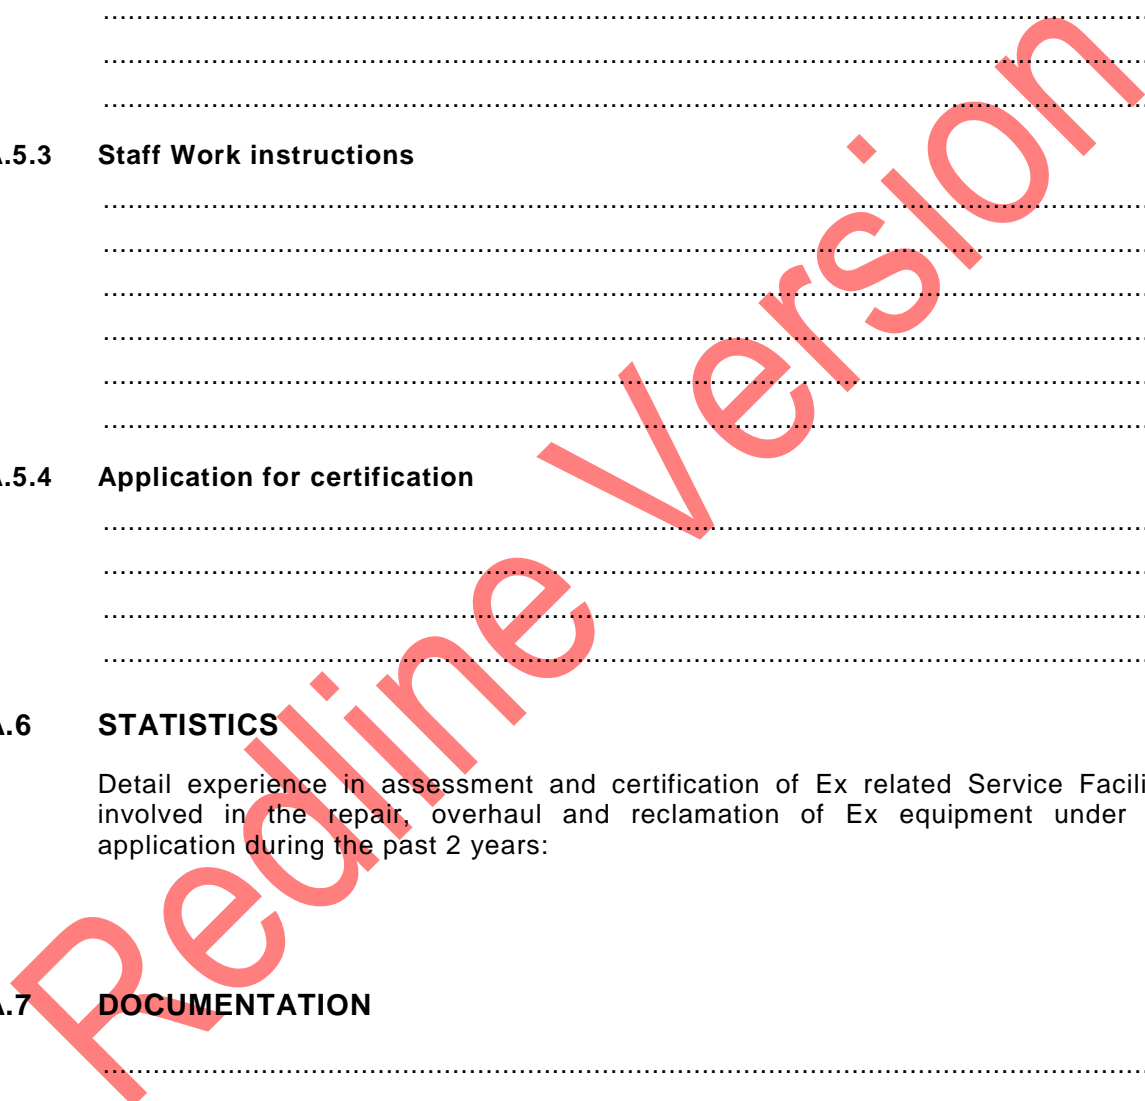 ................................................................
................................................................
................................................................
.5.3 Staff Work instructions
................................................................
................................................................
................................................................
................................................................
................................................................
................................................................
.5.4 Application for certification
................................................................
................................................................
................................................................
................................................................
.6 STATISTICS
Detail experience in assessment and certification of Ex related Service Facili
involved in the repair, overhaul and reclamation of Ex equipment under
application during the past 2 years:
.7 DOCUMENTATION
................................................................
Redline Version